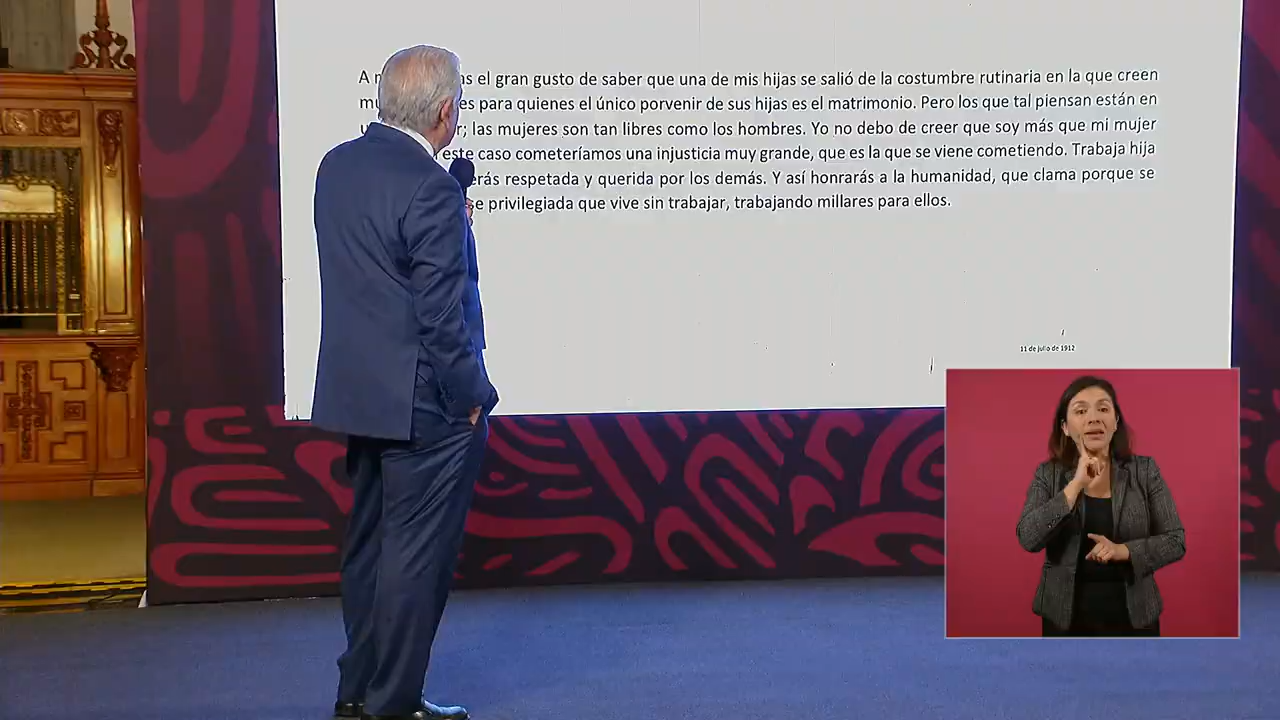 A el gran gusto de saber que una de mis hijas se salió de la costumbre rutinaria en la que creen
para quienes el único porvenir de sus hijas es el matrimonio. Pero los que tal piensan están en
las mujeres son tan libres como los hombres. Yo no debo de creer que soy más que mi mujer
este caso cometeríamos una injusticia muy grande, que es la que se viene cometiendo. Trabaja hija
respetada y querida por los demás. Y así honrarás a la humanidad, que clama porque se
privilegiada que vive sin trabajar, trabajando millares para ellos.
11 de julio de 1912